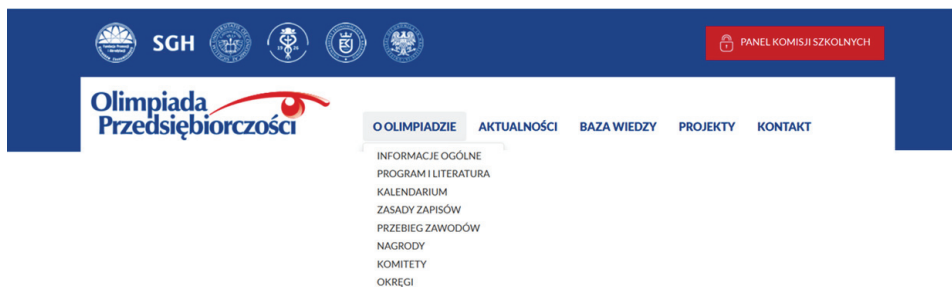 SGH
PANEL KOMISJI SZKOLNYCH
Olimpiada
Przedsiębiorczości
O OLIMPIADZIE AKTUALNOŚCI BAZA WIEDZY PROJEKTY KONTAKT
INFORMACJE OGÓLNE
PROGRAM I LITERATURA
KALENDARIUM
ZASADY ZAPISÓW
PRZEBIEG ZAWODÓW
NAGRODY
KOMITETY
OKRĘGI